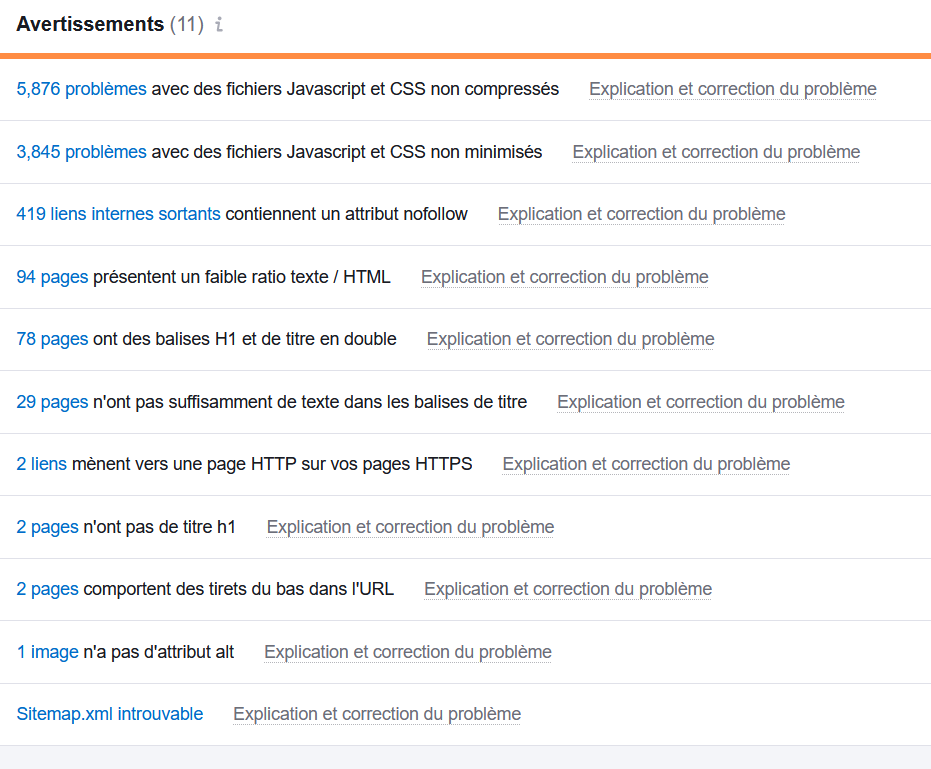 Avertissements (11) i
5,876 problèmes avec des fichiers Javascript et CSS non compressés Explication et correction du problème
3,845 problèmes avec des fichiers Javascript et CSS non minimisés Explication et correction du problème
419 liens internes sortants contiennent un attribut nofollow Explication et correction du problème
94 pages présentent un faible ratio texte / HTML Explication et correction du problème
78 pages ont des balises H1 et de titre en double Explication et correction du problème
29 pages n'ont pas suffisamment de texte dans les balises de titre Explication et correction du problème
2 liens mènent vers une page HTTP sur vos pages HTTPS Explication et correction du problème
2 pages n'ont pas de titre h1 Explication et correction du problème
2 pages comportent des tirets du bas dans l'URL Explication et correction du problème
1 image n'a pas d'attribut alt Explication et correction du problème
Sitemap.xml introuvable Explication et correction du problème